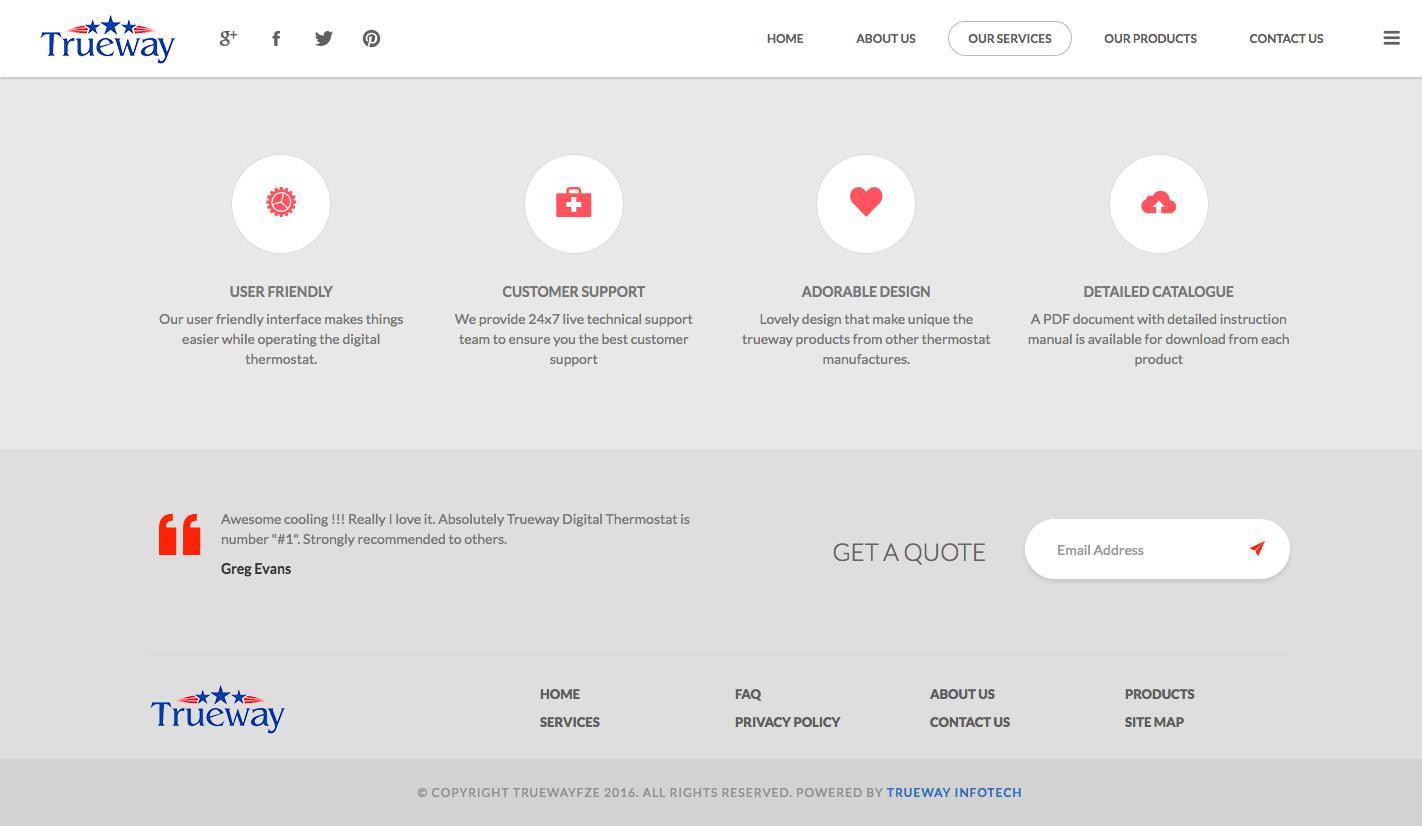 Trueway
g+
HOME
ABOUT US
OUR SERVICES
OUR PRODUCTS
CONTACT US
USER FRIENDLY
Our user friendly interface makes things
easier while operating the digital
thermostat.
CUSTOMER SUPPORT
We provide 24x7 live technical support
team to ensure you the best customer
support
ADORABLE DESIGN
Lovely design that make unique the
trueway products from other thermostat
manufactures.
DETAILED CATALOGUE
A PDF document with detailed instruction
manual is available for download from each
product
Awesome cooling !!! Really I love it. Absolutely Trueway Digital Thermostat is
number "#1". Strongly recommended to others.
Greg Evans
GET A QUOTE
Email Address
Trueway
HOME
SERVICES
FAQ
PRIVACY POLICY
ABOUT US
CONTACT US
PRODUCTS
SITE MAP
© COPYRIGHT TRUEWAYFZE 2016. ALL RIGHTS RESERVED. POWERED BY TRUEWAY INFOTECH